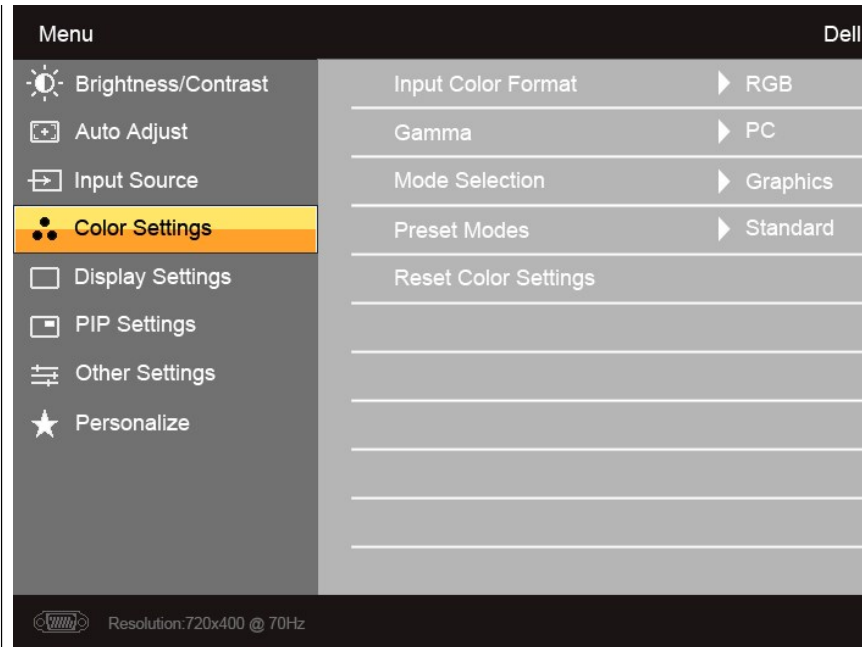 Menu
Dell
Brightness/Contrast
Auto Adjust
Input Source
Color Settings
Display Settings
PIP Settings
Other Settings
Personalize
Input Color Format RGB
Gamma PC
Mode Selection Graphics
Preset Modes Standard
Reset Color Settings
Resolution:720x400 @ 70Hz